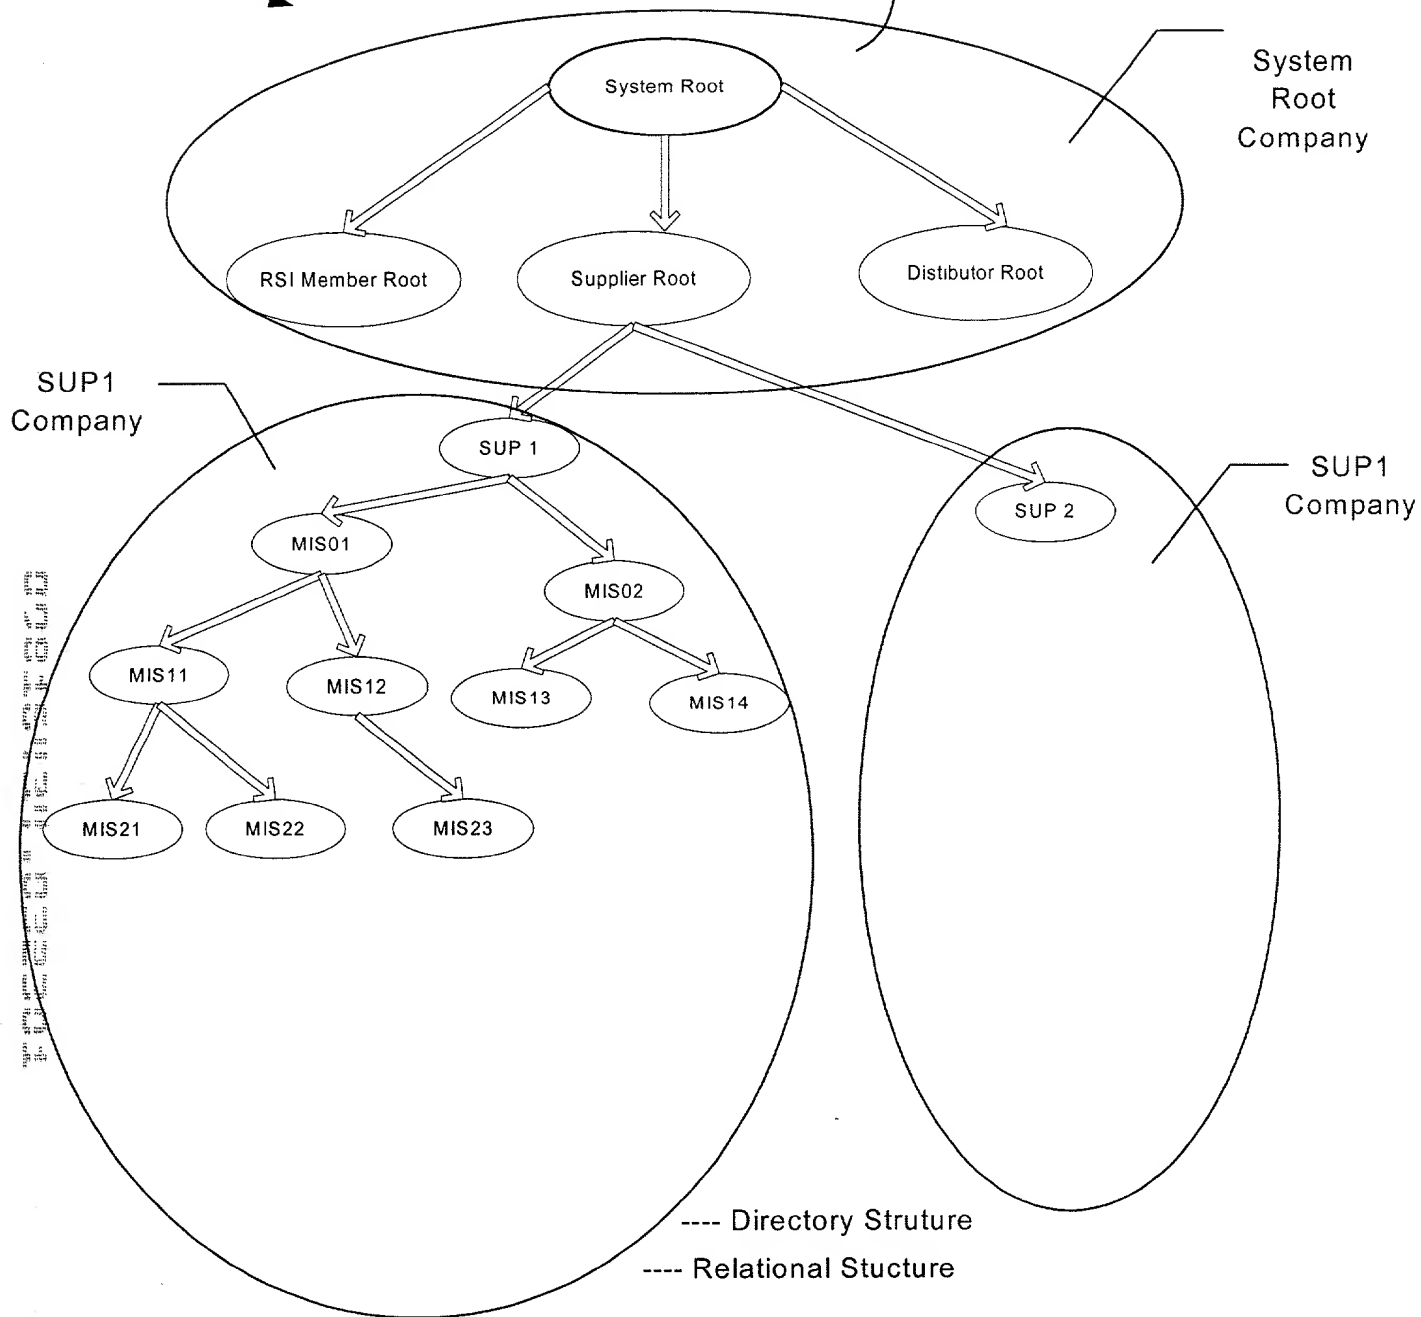 System Root
System
Root
Company
RSI Member Root
Supplier Root
Distibutor Root
SUP1
Company
SUP 1
SUP1
Company
SUP 2
MIS01
MIS02
MIS11
MIS12
MIS13
MIS14
MIS21
MIS22
MIS23
---- Directory Struture
---- Relational Stucture